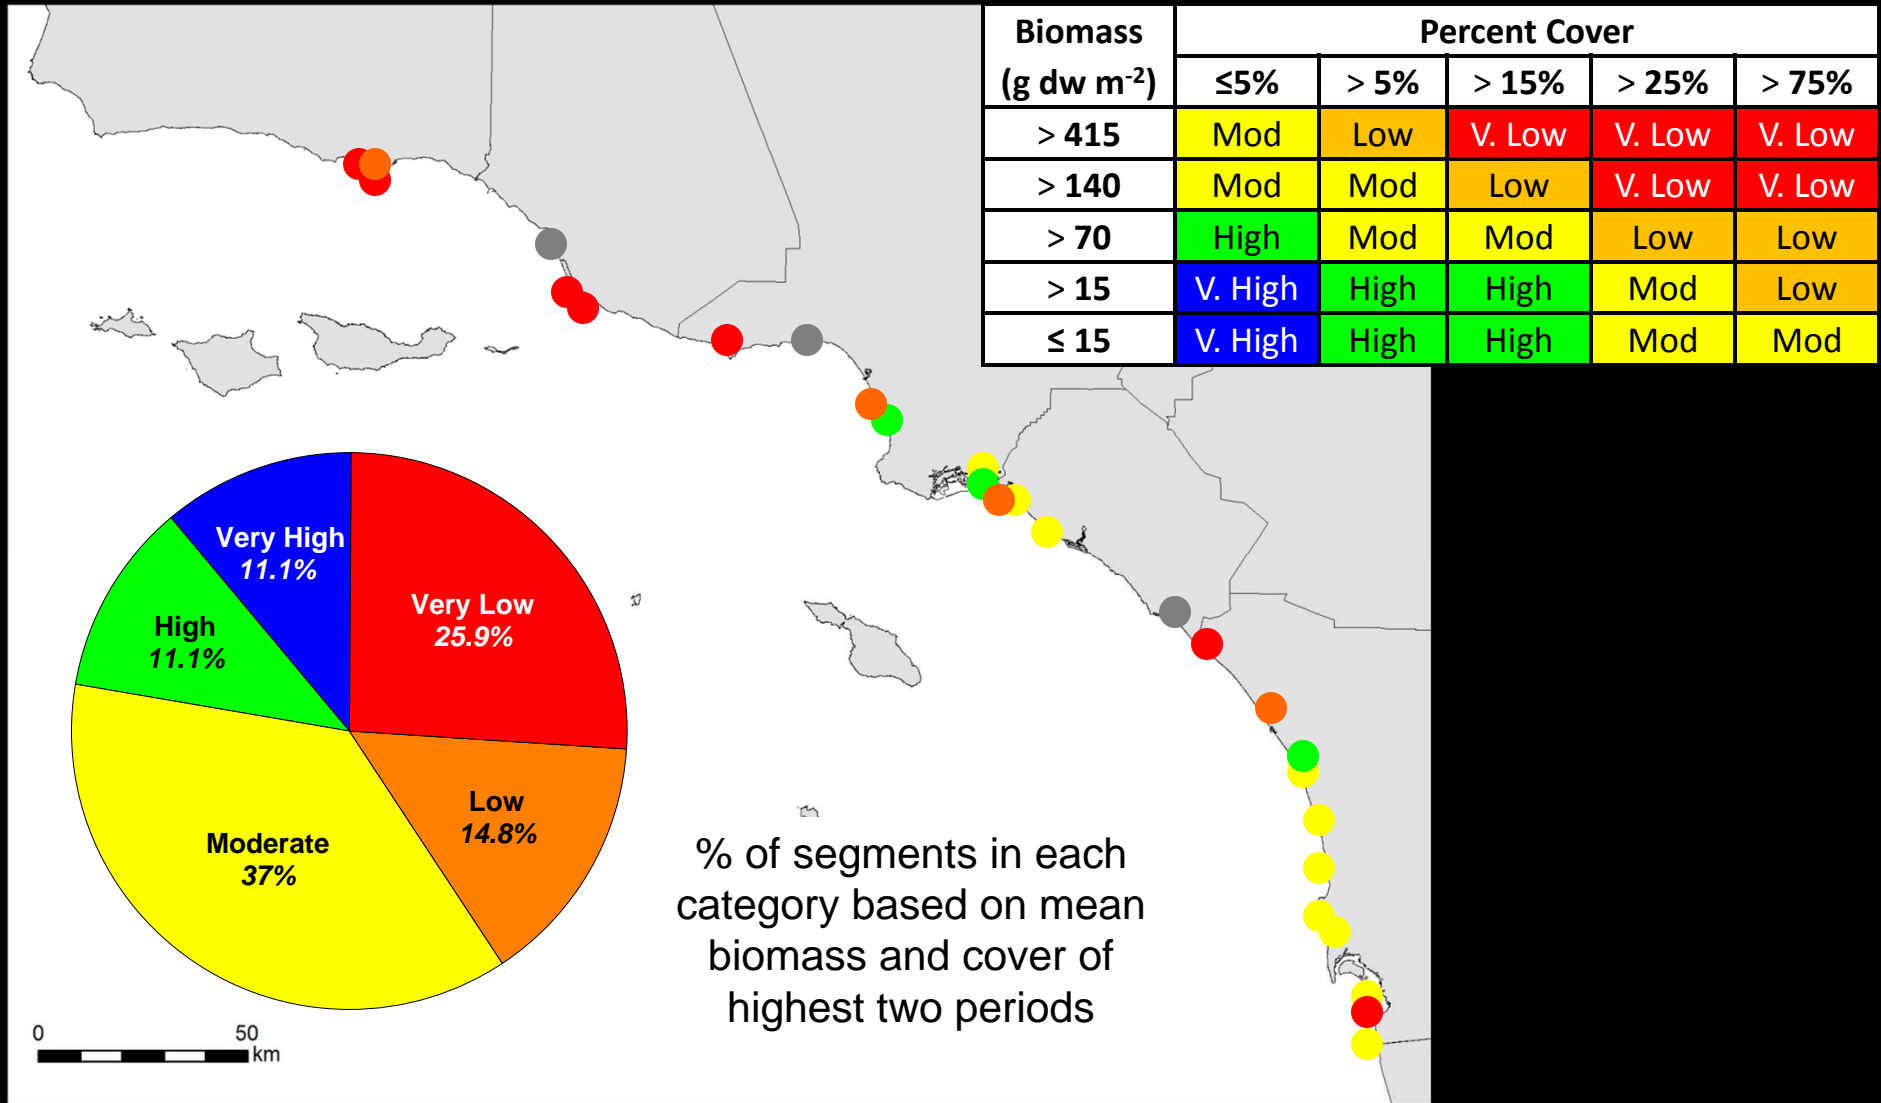 Biomass Percent Cover
(g dw m⁻²) ≤5% > 5% > 15% > 25% > 75%
> 415 Mod Low V. Low V. Low V. Low
> 140 Mod Mod Low V. Low V. Low
> 70 High Mod Mod Low Low
> 15 V. High High High Mod Low
≤ 15 V. High High High Mod Mod
Very High
11.1%
Very Low
25.9%
High
11.1%
Low
14.8%
Moderate
37%
% of segments in each
category based on mean
biomass and cover of
highest two periods
0 50
km